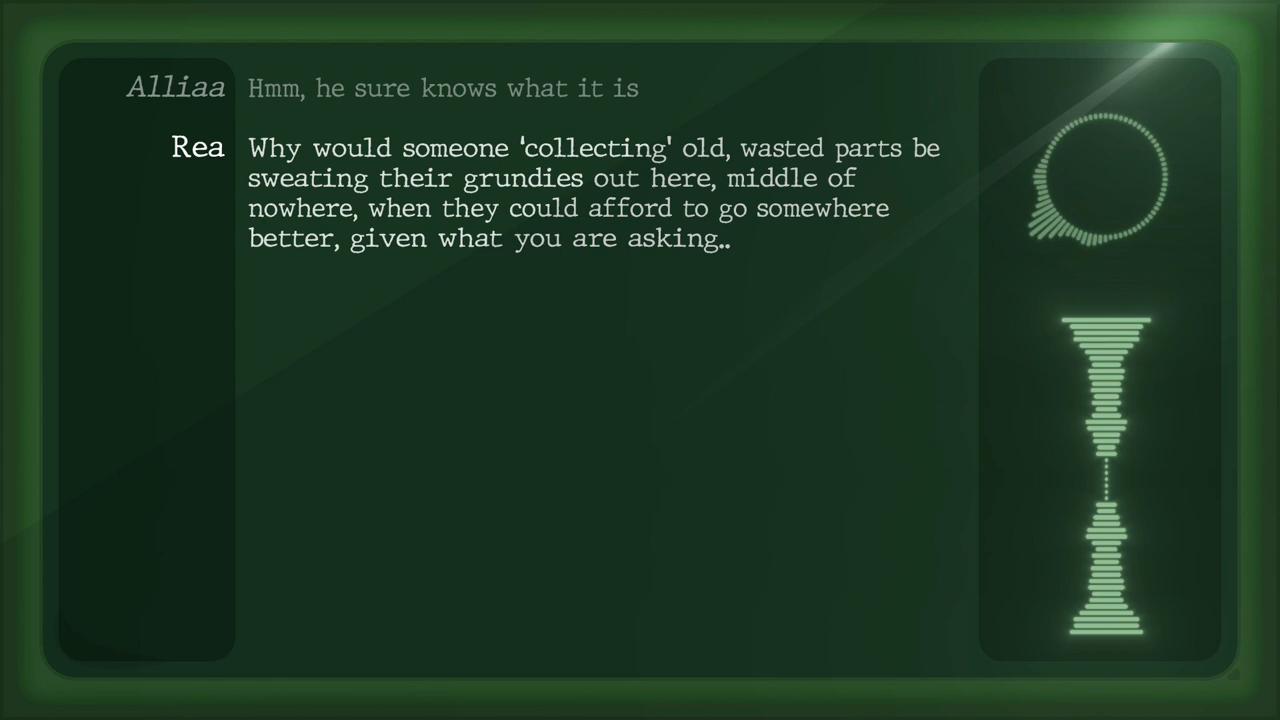 Alliaa Hmm, he sure knows what it is
Rea Why would someone 'collecting' old, wasted parts be
sweating their grundies out here, middle of
nowhere, when they could afford to go somewhere
better, given what you are asking..